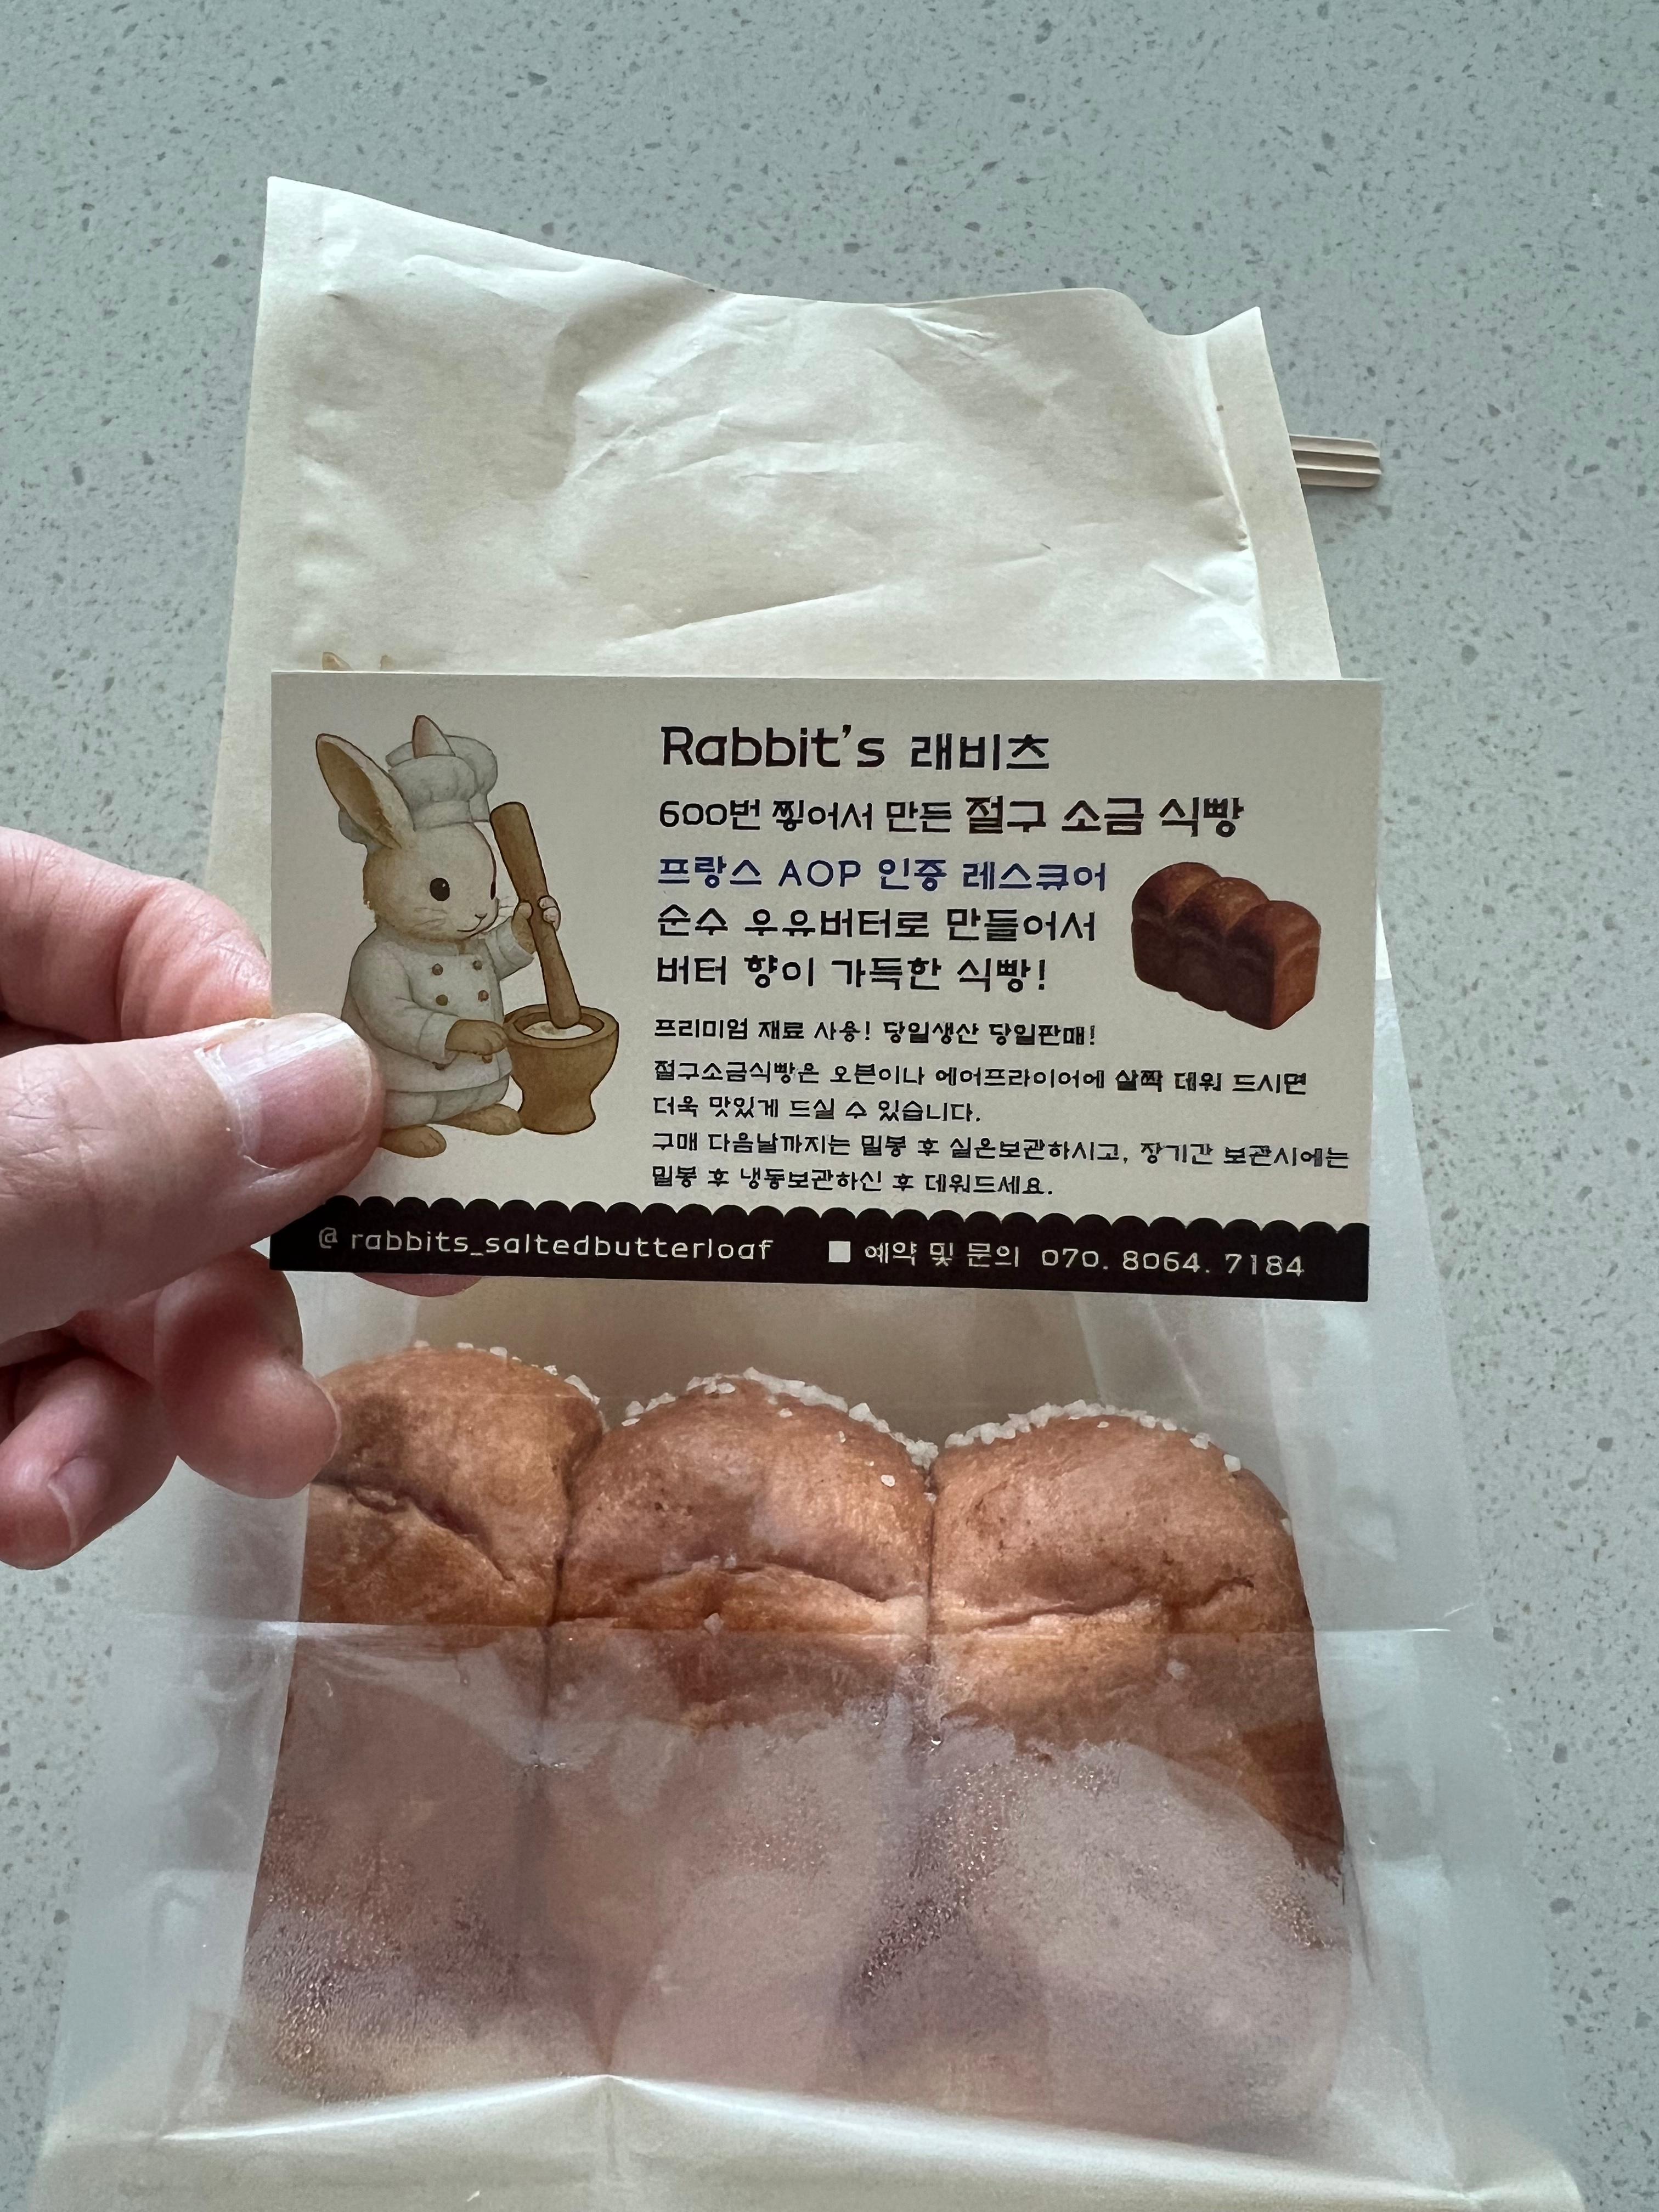 Rabbit's 래비츠
600번 찧어서 만든 절구 소금 식빵
프랑스 AOP 인증 레스큐어
순수 우유버터로 만들어서
버터 향이 가득한 식빵!
프리미엄 재료 사용! 당일생산 당일판매!
절구소금식빵은 오븐이나 에어프라이어에 살짝 데워 드시면
더욱 맛있게 드실 수 있습니다.
구매 다음날까지는 밀봉 후 실온보관하시고, 장기간 보관시에는
밀봉 후 냉동보관하신 후 데워드세요.
@ rabbits_saltedbutterloaf ■ 예약 및 문의 070. 8064. 7184